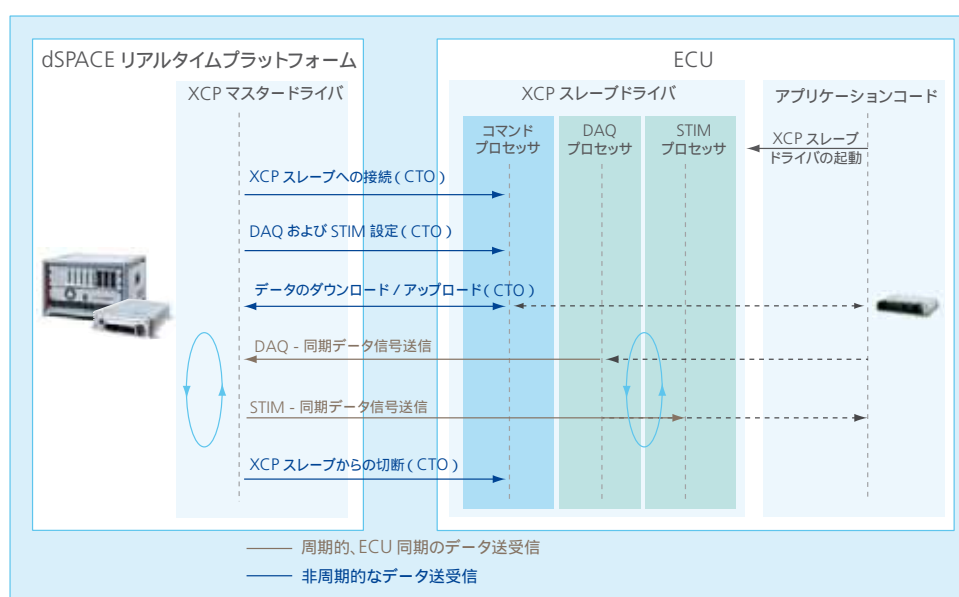 dSPACE リアルタイムプラットフォーム
ECU
XCP マスタードライバ
XCP スレーブドライバ
アプリケーションコード
コマンド
プロセッサ
DAQ
プロセッサ
STIM
プロセッサ
XCP スレーブ
ドライバの起動
XCP スレーブへの接続(CTO)
DAQ および STIM 設定(CTO)
データのダウンロード / アップロード(CTO)
DAQ - 同期データ信号送信
STIM - 同期データ信号送信
XCP スレーブからの切断(CTO)
周期的、ECU 同期のデータ送受信
非周期的なデータ送受信